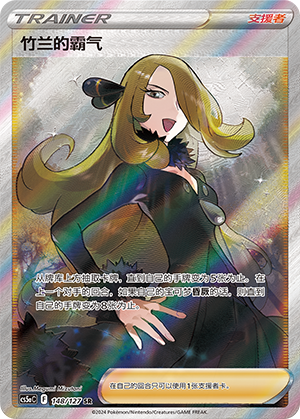 TRAINER
支援者
竹兰的霸气
从牌库上方抽取卡牌，直到自己的手牌变为5张为止。在
上一个对手的回合，如果自己的宝可梦昏厥的话，则直到
自己的手牌变为8张为止。
Illus. Megumi Mizutani
在自己的回合只可以使用1张支援者卡。
cs5aC F 148/127 SR
©2024 Pokémon/Nintendo/Creatures/GAME FREAK.